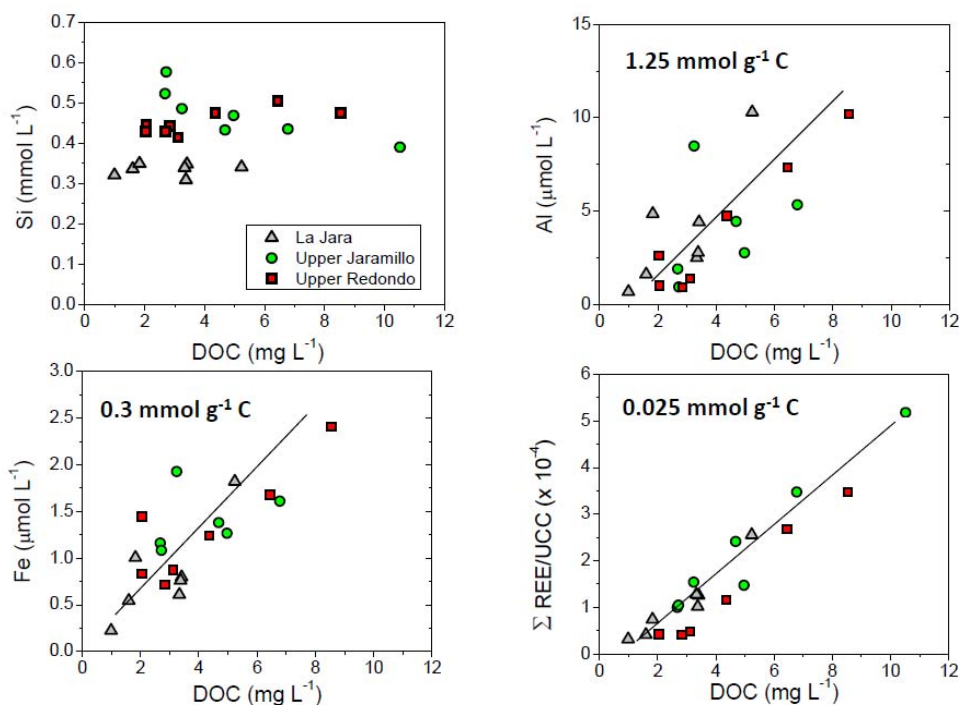 0.7
0.6
0.5
0.4
0.3
0.2
0.1
0.0
Si (mmol L⁻¹)
La Jara
Upper Jaramillo
Upper Redondo
0 2 4 6 8 10 12
DOC (mg L⁻¹)
1.25 mmol g⁻¹ C
15
10
5
0
Al (μmol L⁻¹)
0 2 4 6 8 10 12
DOC (mg L⁻¹)
0.3 mmol g⁻¹ C
3.0
2.5
2.0
1.5
1.0
0.5
0.0
Fe (μmol L⁻¹)
0 2 4 6 8 10 12
DOC (mg L⁻¹)
0.025 mmol g⁻¹ C
6
5
4
3
2
1
0
Σ REE/UCC (x 10⁻⁴)
0 2 4 6 8 10 12
DOC (mg L⁻¹)